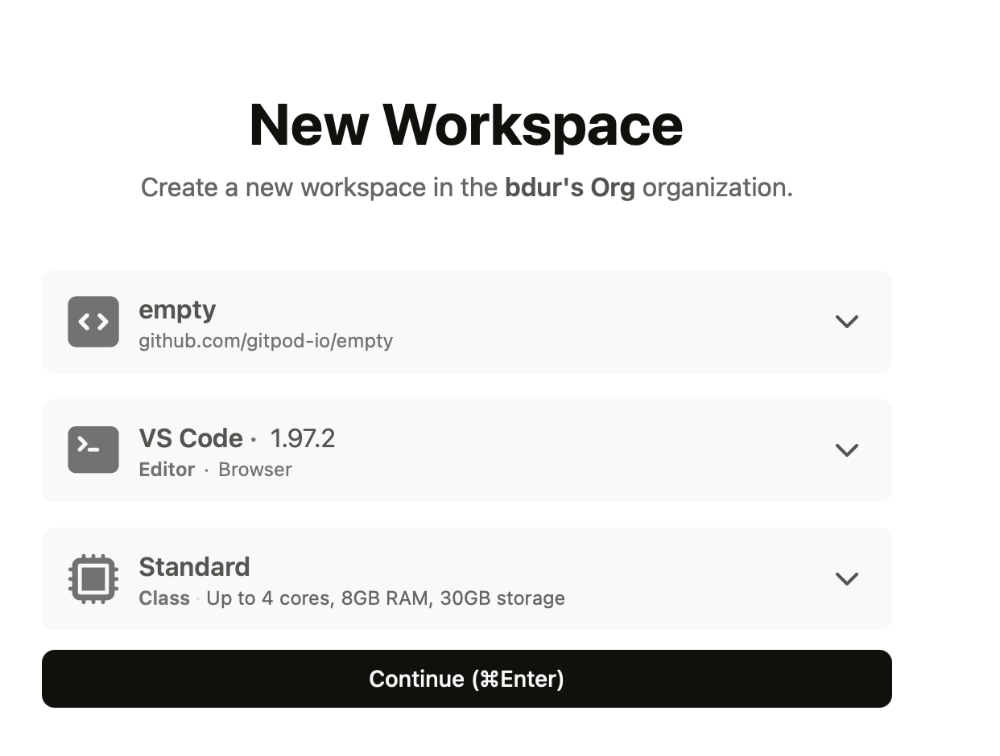 New Workspace
Create a new workspace in the bdur's Org organization.
empty
github.com/gitpod-io/empty
VS Code · 1.97.2
Editor · Browser
Standard
Class · Up to 4 cores, 8GB RAM, 30GB storage
Continue (⌘Enter)